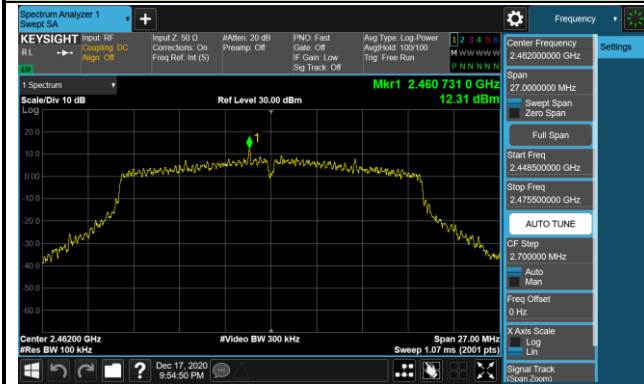 Spectrum Analyzer 1
Swept SA
Frequency
KEYSIGHT
RL
Input: RF
Coupling: DC
Align: Off
Input Z: 50 Ω
Corrections: On
Freq Ref: Int (S)
#Atten: 20 dB
Preamp: Off
PNO: Fast
Gate: Off
IF Gain: Low
Sig Track: Off
Avg Type: Log-Power
Avg|Hold: 100/100
Trig: Free Run
1 2 3 4 5 6
M W W W W W
P N N N N N
Center Frequency
2.462000000 GHz
Settings
1 Spectrum
Mkr1 2.460 731 0 GHz
Scale/Div 10 dB
Ref Level 30.00 dBm
12.31 dBm
Log
Span
27.0000000 MHz
Swept Span
Zero Span
Full Span
Start Freq
2.448500000 GHz
Stop Freq
2.475500000 GHz
AUTO TUNE
CF Step
2.700000 MHz
Auto
Man
Freq Offset
0 Hz
X Axis Scale
Log
Lin
Signal Track
(Span Zoom)
1
20.0
10.0
0.00
-10.0
-20.0
-30.0
-40.0
-50.0
-60.0
Center 2.46200 GHz
#Video BW 300 kHz
Span 27.00 MHz
#Res BW 100 kHz
Sweep 1.07 ms (2001 pts)
?
Dec 17, 2020
9:54:50 PM